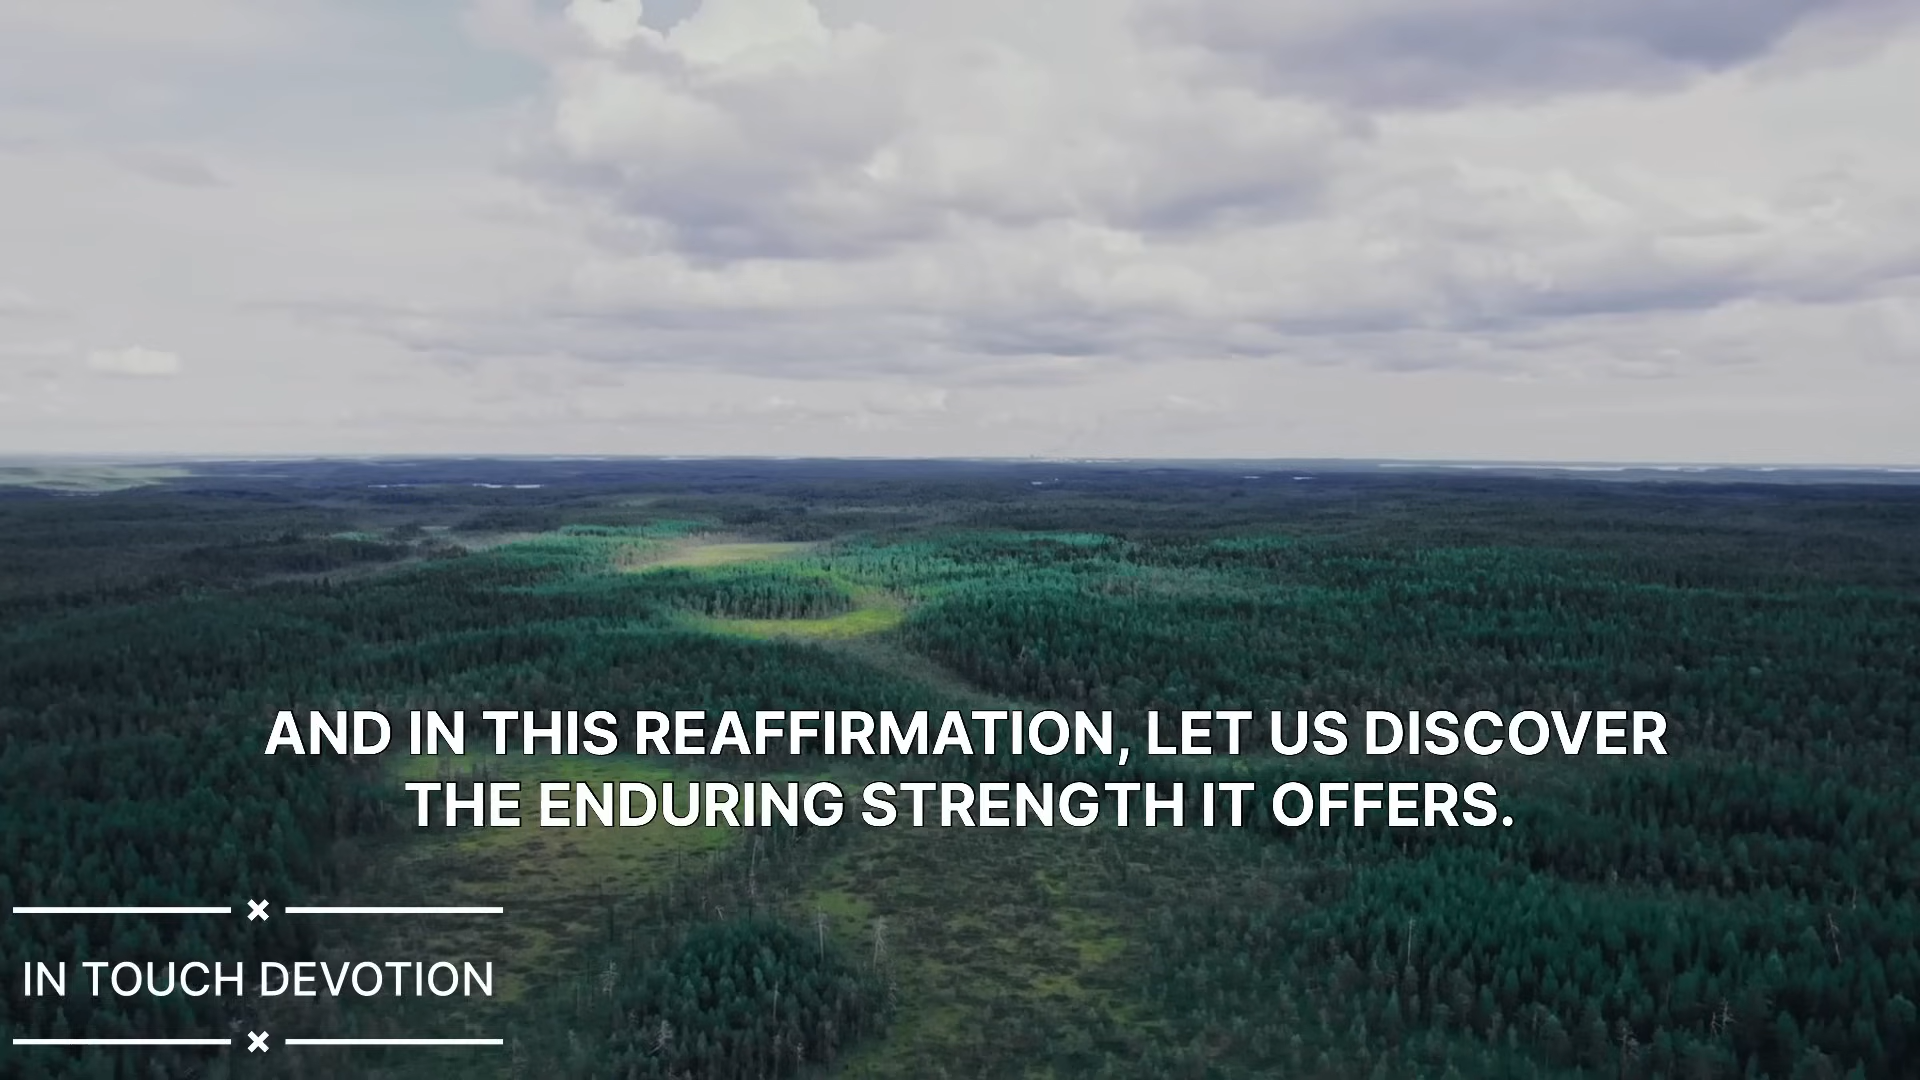 AND IN THIS REAFFIRMATION, LET US DISCOVER
THE ENDURING STRENGTH IT OFFERS.
IN TOUCH DEVOTION